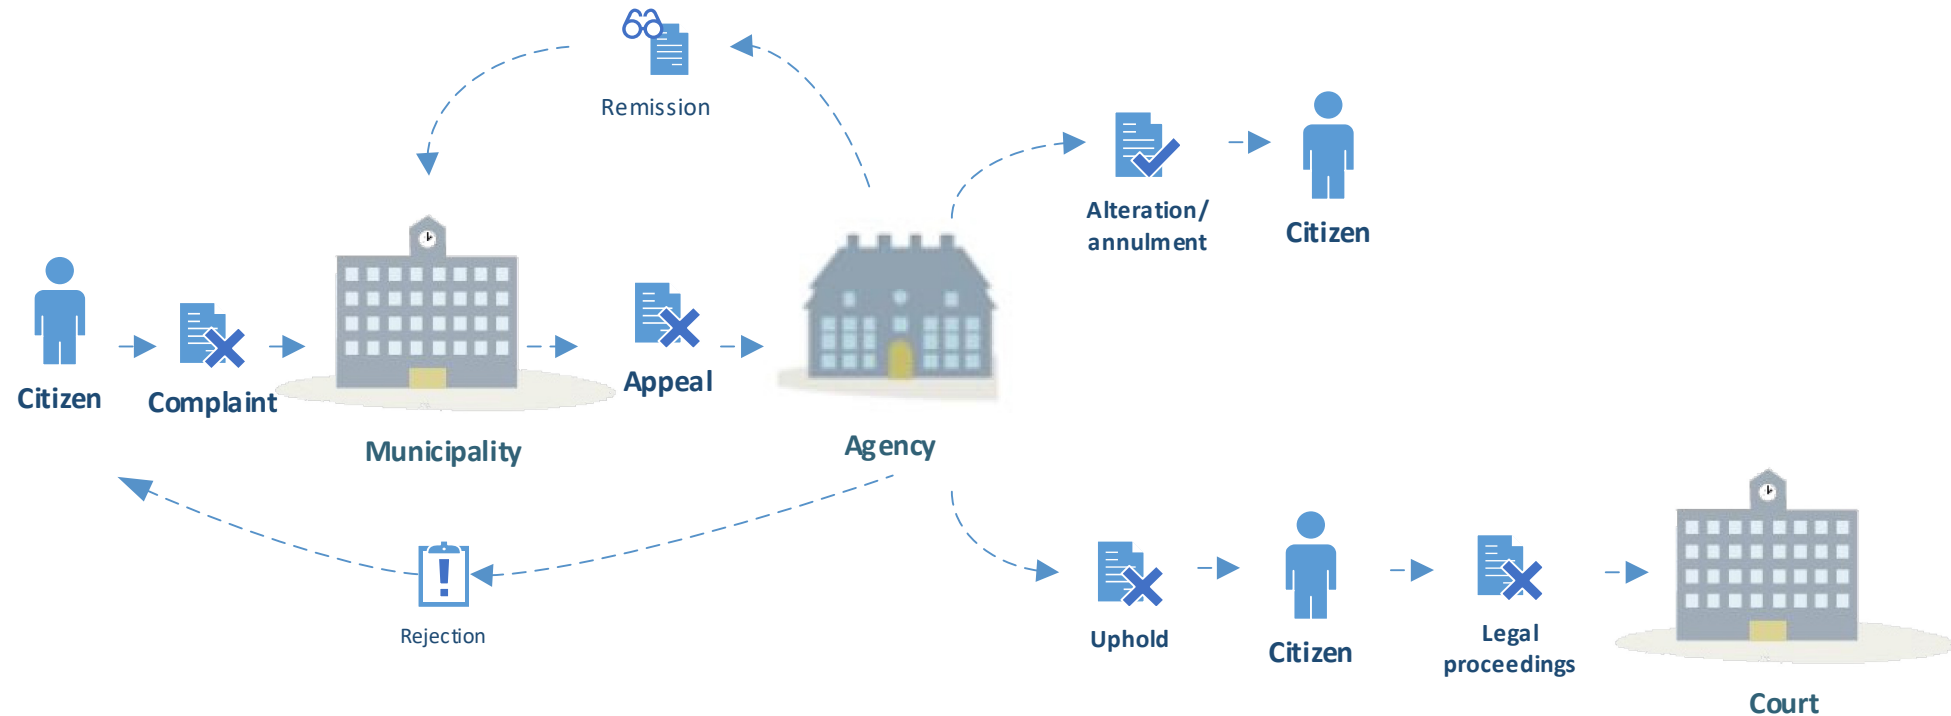 Remission
Alteration/
annulment
Citizen
Citizen
Complaint
Municipality
Appeal
Agency
Rejection
Uphold
Citizen
Legal
proceedings
Court